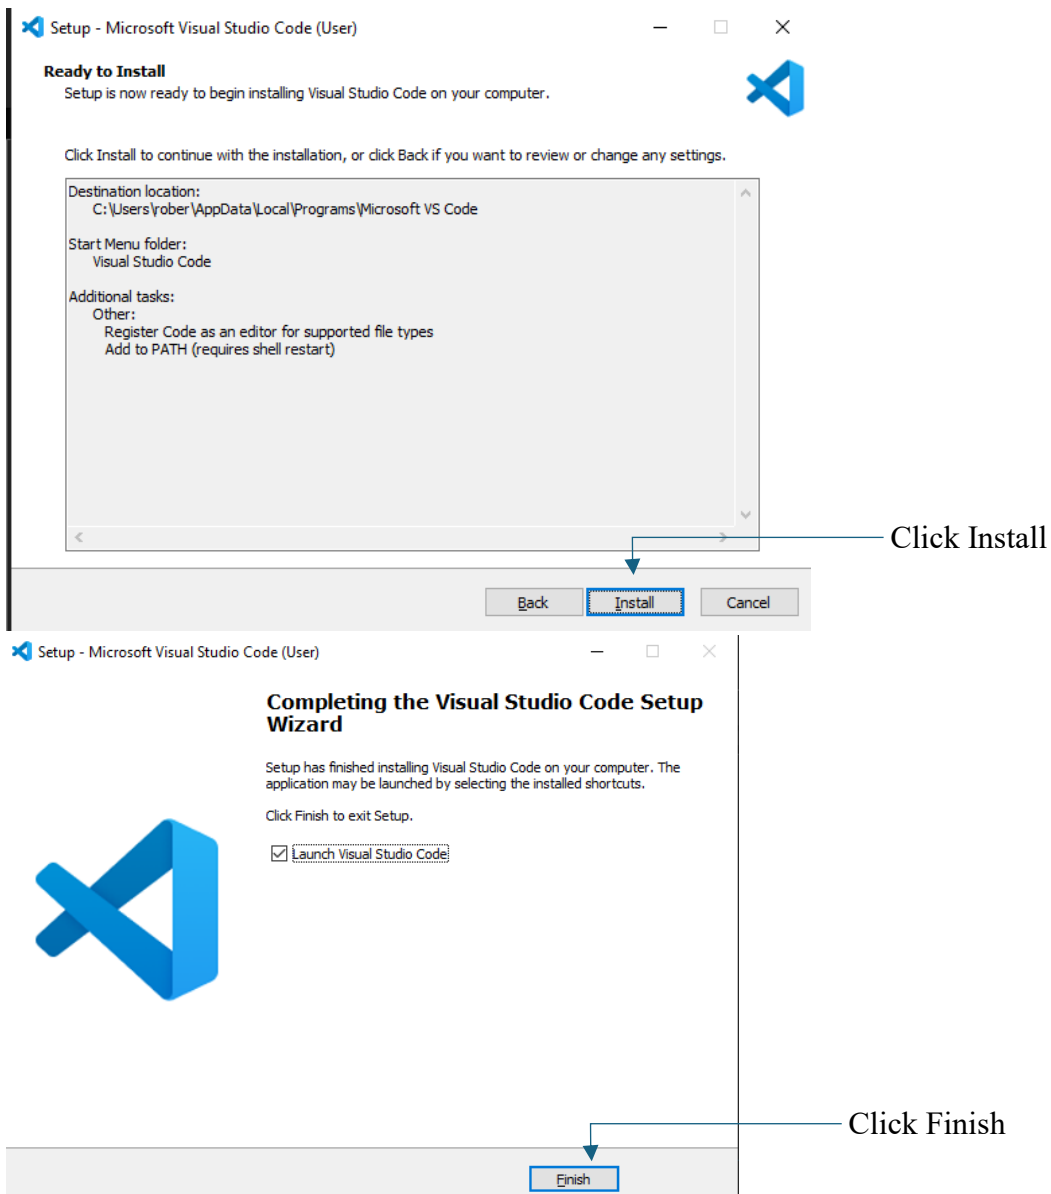 Setup - Microsoft Visual Studio Code (User)
Ready to Install
Setup is now ready to begin installing Visual Studio Code on your computer.
Click Install to continue with the installation, or click Back if you want to review or change any settings.
Destination location:
C:\Users\rober\AppData\Local\Programs\Microsoft VS Code
Start Menu folder:
Visual Studio Code
Additional tasks:
Other:
Register Code as an editor for supported file types
Add to PATH (requires shell restart)
Click Install
Back Install Cancel
Setup - Microsoft Visual Studio Code (User)
Completing the Visual Studio Code Setup
Wizard
Setup has finished installing Visual Studio Code on your computer. The
application may be launched by selecting the installed shortcuts.
Click Finish to exit Setup.
Launch Visual Studio Code
Click Finish
Finish